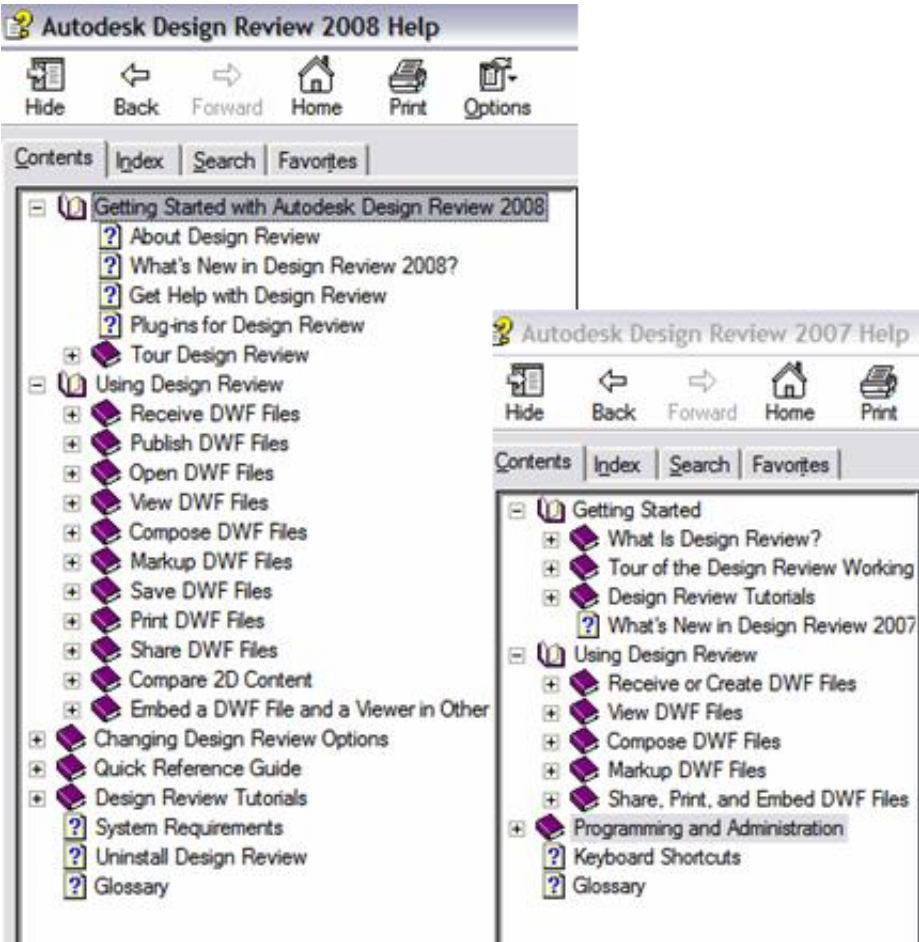 Autodesk Design Review 2008 Help
Hide Back Forward Home Print Options
Contents Index Search Favorites
Getting Started with Autodesk Design Review 2008
About Design Review
What's New in Design Review 2008?
Get Help with Design Review
Plug-ins for Design Review
Tour Design Review
Using Design Review
Receive DWF Files
Publish DWF Files
Open DWF Files
View DWF Files
Compose DWF Files
Markup DWF Files
Save DWF Files
Print DWF Files
Share DWF Files
Compare 2D Content
Embed a DWF File and a Viewer in Other
Changing Design Review Options
Quick Reference Guide
Design Review Tutorials
System Requirements
Uninstall Design Review
Glossary
Autodesk Design Review 2007 Help
Hide Back Forward Home Print
Contents Index Search Favorites
Getting Started
What Is Design Review?
Tour of the Design Review Working
Design Review Tutorials
What's New in Design Review 2007
Using Design Review
Receive or Create DWF Files
View DWF Files
Compose DWF Files
Markup DWF Files
Share, Print, and Embed DWF Files
Programming and Administration
Keyboard Shortcuts
Glossary